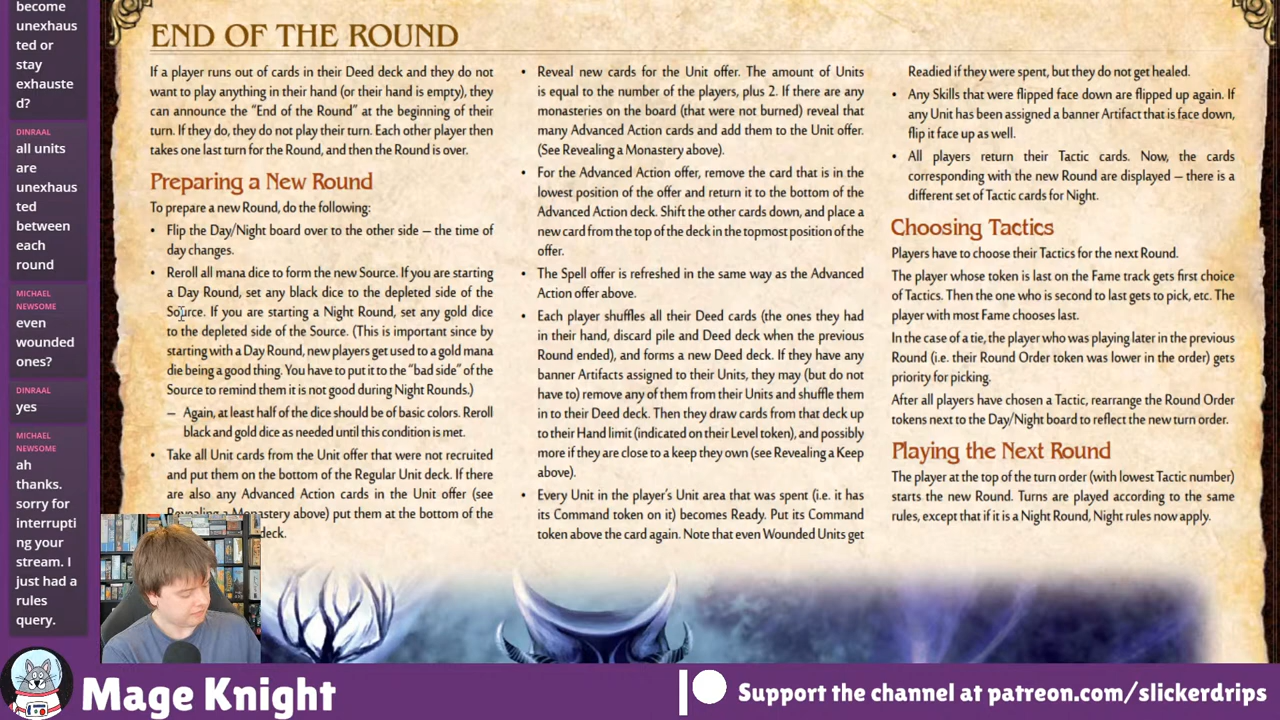 become
unexhaus
ted or
stay
exhauste
d?
DINRAAL
all units
are
unexhaus
ted
between
each
round
MICHAEL
NEWSOME
even
wounded
ones?
DINRAAL
yes
MICHAEL
NEWSOME
ah
thanks.
sorry for
interrupti
ng your
stream. I
just had a
rules
query.
END OF THE ROUND
If a player runs out of cards in their Deed deck and they do not
want to play anything in their hand (or their hand is empty), they
can announce the “End of the Round” at the beginning of their
turn. If they do, they do not play their turn. Each other player then
takes one last turn for the Round, and then the Round is over.
Preparing a New Round
To prepare a new Round, do the following:
• Flip the Day/Night board over to the other side – the time of
day changes.
• Reroll all mana dice to form the new Source. If you are starting
a Day Round, set any black dice to the depleted side of the
Source. If you are starting a Night Round, set any gold dice
to the depleted side of the Source. (This is important since by
starting with a Day Round, new players get used to a gold mana
die being a good thing. You have to put it to the “bad side” of the
Source to remind them it is not good during Night Rounds.)
– Again, at least half of the dice should be of basic colors. Reroll
black and gold dice as needed until this condition is met.
• Take all Unit cards from the Unit offer that were not recruited
and put them on the bottom of the Regular Unit deck. If there
are also any Advanced Action cards in the Unit offer (see
Revealing a Monastery above) put them at the bottom of the
deck.
• Reveal new cards for the Unit offer. The amount of Units
is equal to the number of the players, plus 2. If there are any
monasteries on the board (that were not burned) reveal that
many Advanced Action cards and add them to the Unit offer.
(See Revealing a Monastery above).
• For the Advanced Action offer, remove the card that is in the
lowest position of the offer and return it to the bottom of the
Advanced Action deck. Shift the other cards down, and place a
new card from the top of the deck in the topmost position of the
offer.
• The Spell offer is refreshed in the same way as the Advanced
Action offer above.
• Each player shuffles all their Deed cards (the ones they had
in their hand, discard pile and Deed deck when the previous
Round ended), and forms a new Deed deck. If they have any
banner Artifacts assigned to their Units, they may (but do not
have to) remove any of them from their Units and shuffle them
in to their Deed deck. Then they draw cards from that deck up
to their Hand limit (indicated on their Level token), and possibly
more if they are close to a keep they own (see Revealing a Keep
above).
• Every Unit in the player's Unit area that was spent (i.e. it has
its Command token on it) becomes Ready. Put its Command
token above the card again. Note that even Wounded Units get
Readied if they were spent, but they do not get healed.
• Any Skills that were flipped face down are flipped up again. If
any Unit has been assigned a banner Artifact that is face down,
flip it face up as well.
• All players return their Tactic cards. Now, the cards
corresponding with the new Round are displayed – there is a
different set of Tactic cards for Night.
Choosing Tactics
Players have to choose their Tactics for the next Round.
The player whose token is last on the Fame track gets first choice
of Tactics. Then the one who is second to last gets to pick, etc. The
player with most Fame chooses last.
In the case of a tie, the player who was playing later in the previous
Round (i.e. their Round Order token was lower in the order) gets
priority for picking.
After all players have chosen a Tactic, rearrange the Round Order
tokens next to the Day/Night board to reflect the new turn order.
Playing the Next Round
The player at the top of the turn order (with lowest Tactic number)
starts the new Round. Turns are played according to the same
rules, except that if it is a Night Round, Night rules now apply.
Mage Knight
Support the channel at patreon.com/slickerdrips